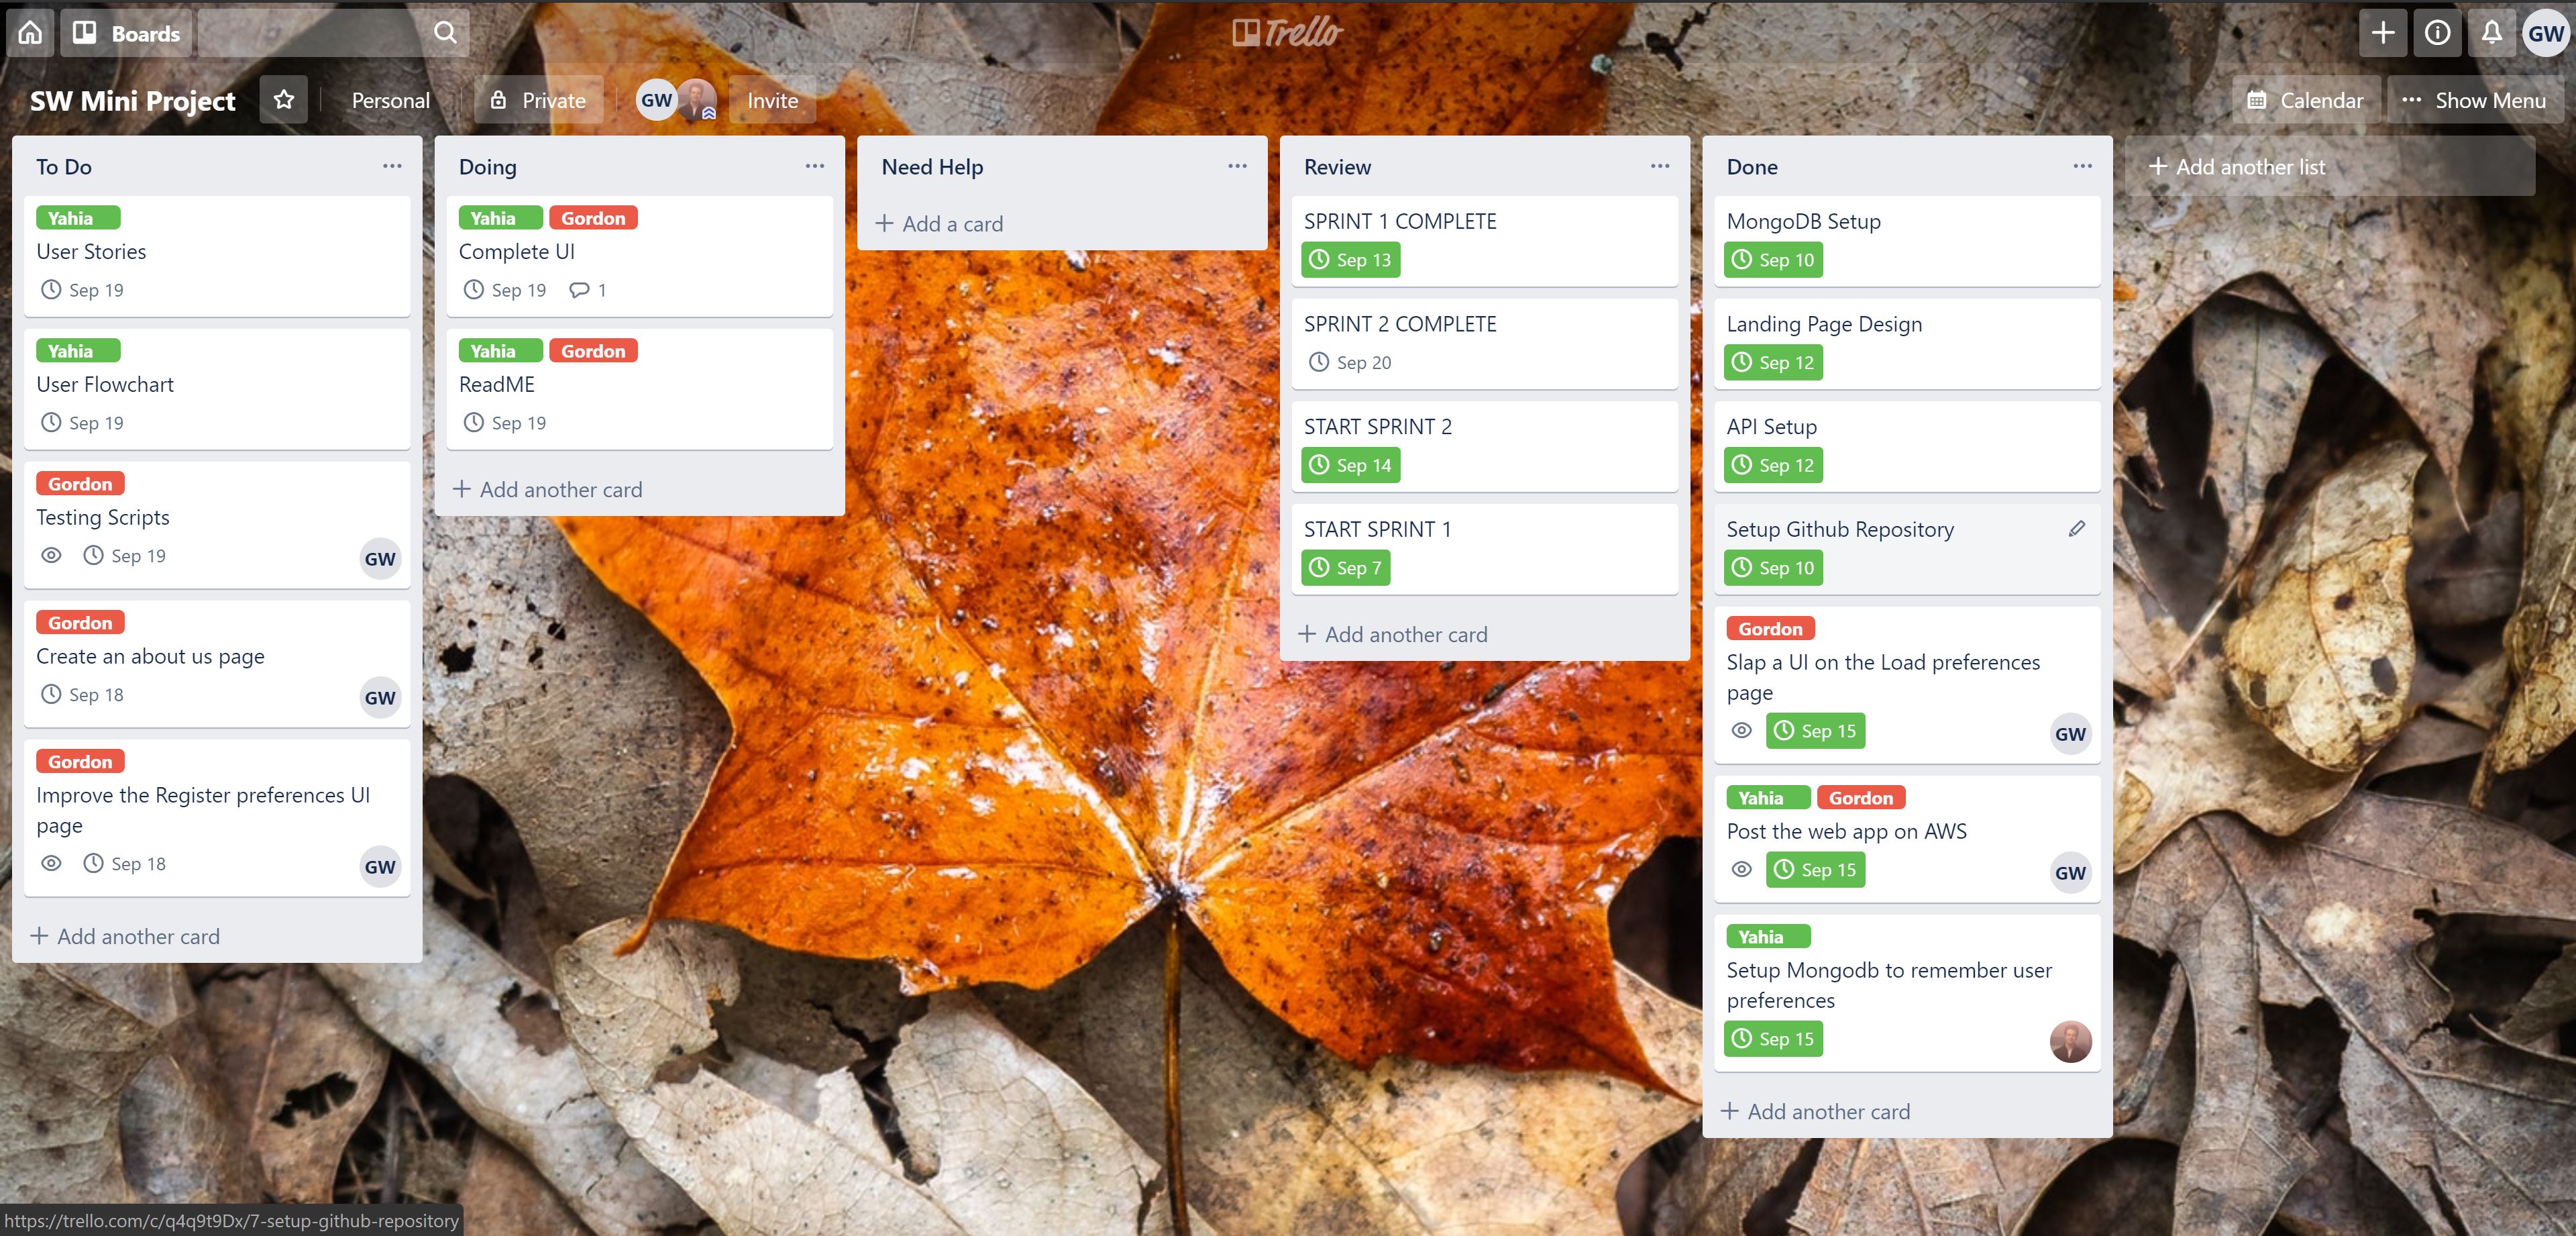 Boards
Trello
GW
SW Mini Project
Personal
Private
GW
Invite
Calendar
Show Menu
To Do
Yahia
User Stories
Sep 19
Yahia
User Flowchart
Sep 19
Gordon
Testing Scripts
Sep 19
GW
Gordon
Create an about us page
Sep 18
GW
Gordon
Improve the Register preferences UI
page
Sep 18
GW
+ Add another card
Doing
Yahia Gordon
Complete UI
Sep 19 1
Yahia Gordon
ReadME
Sep 19
+ Add another card
Need Help
+ Add a card
Review
SPRINT 1 COMPLETE
Sep 13
SPRINT 2 COMPLETE
Sep 20
START SPRINT 2
Sep 14
START SPRINT 1
Sep 7
+ Add another card
Done
MongoDB Setup
Sep 10
Landing Page Design
Sep 12
API Setup
Sep 12
Setup Github Repository
Sep 10
Gordon
Slap a UI on the Load preferences
page
Sep 15
GW
Yahia Gordon
Post the web app on AWS
Sep 15
GW
Yahia
Setup Mongodb to remember user
preferences
Sep 15
+ Add another card
+ Add another list
https://trello.com/c/q4q9t9Dx/7-setup-github-repository